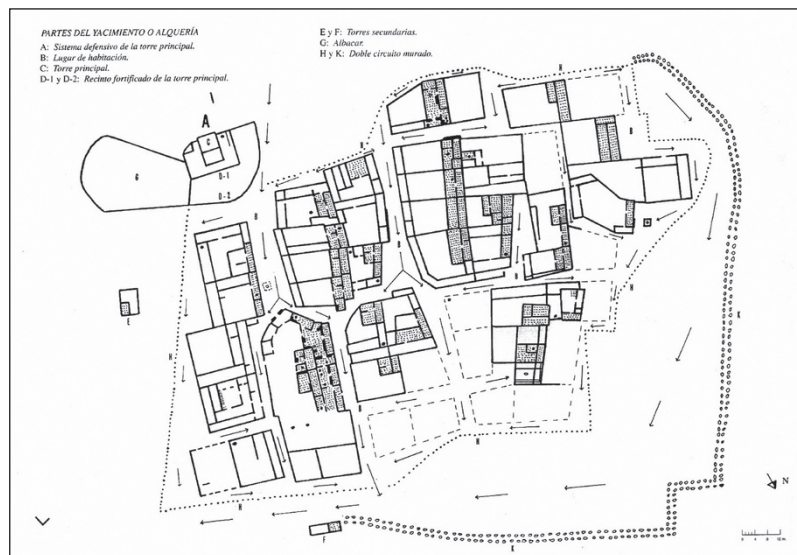 PARTES DEL YACIMIENTO O ALQUERÍA
A: Sistema defensivo de la torre principal.
B: Lugar de habitación.
C: Torre principal.
D-1 y D-2: Recinto fortificado de la torre principal.
E y F: Torres secundarias.
G: Albacar.
H y K: Doble circuito murado.
A
C
D-1
D-2
G
H
H
B
B
B
B
B
H
E
K
H
H
H
N
F
K